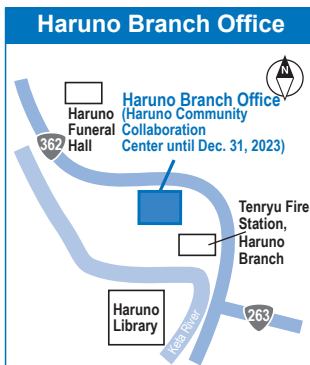 Haruno Branch Office
N
Haruno Branch Office
(Haruno Community
Collaboration
Center until Dec. 31, 2023)
Haruno
Funeral
Hall
362
Tenryu Fire
Station,
Haruno
Branch
Haruno
Library
Keta River
263